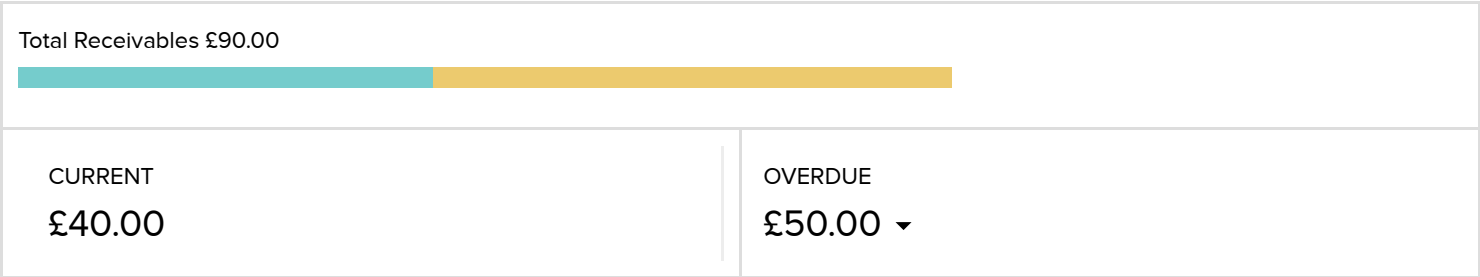 Total Receivables £90.00
CURRENT
£40.00
OVERDUE
£50.00